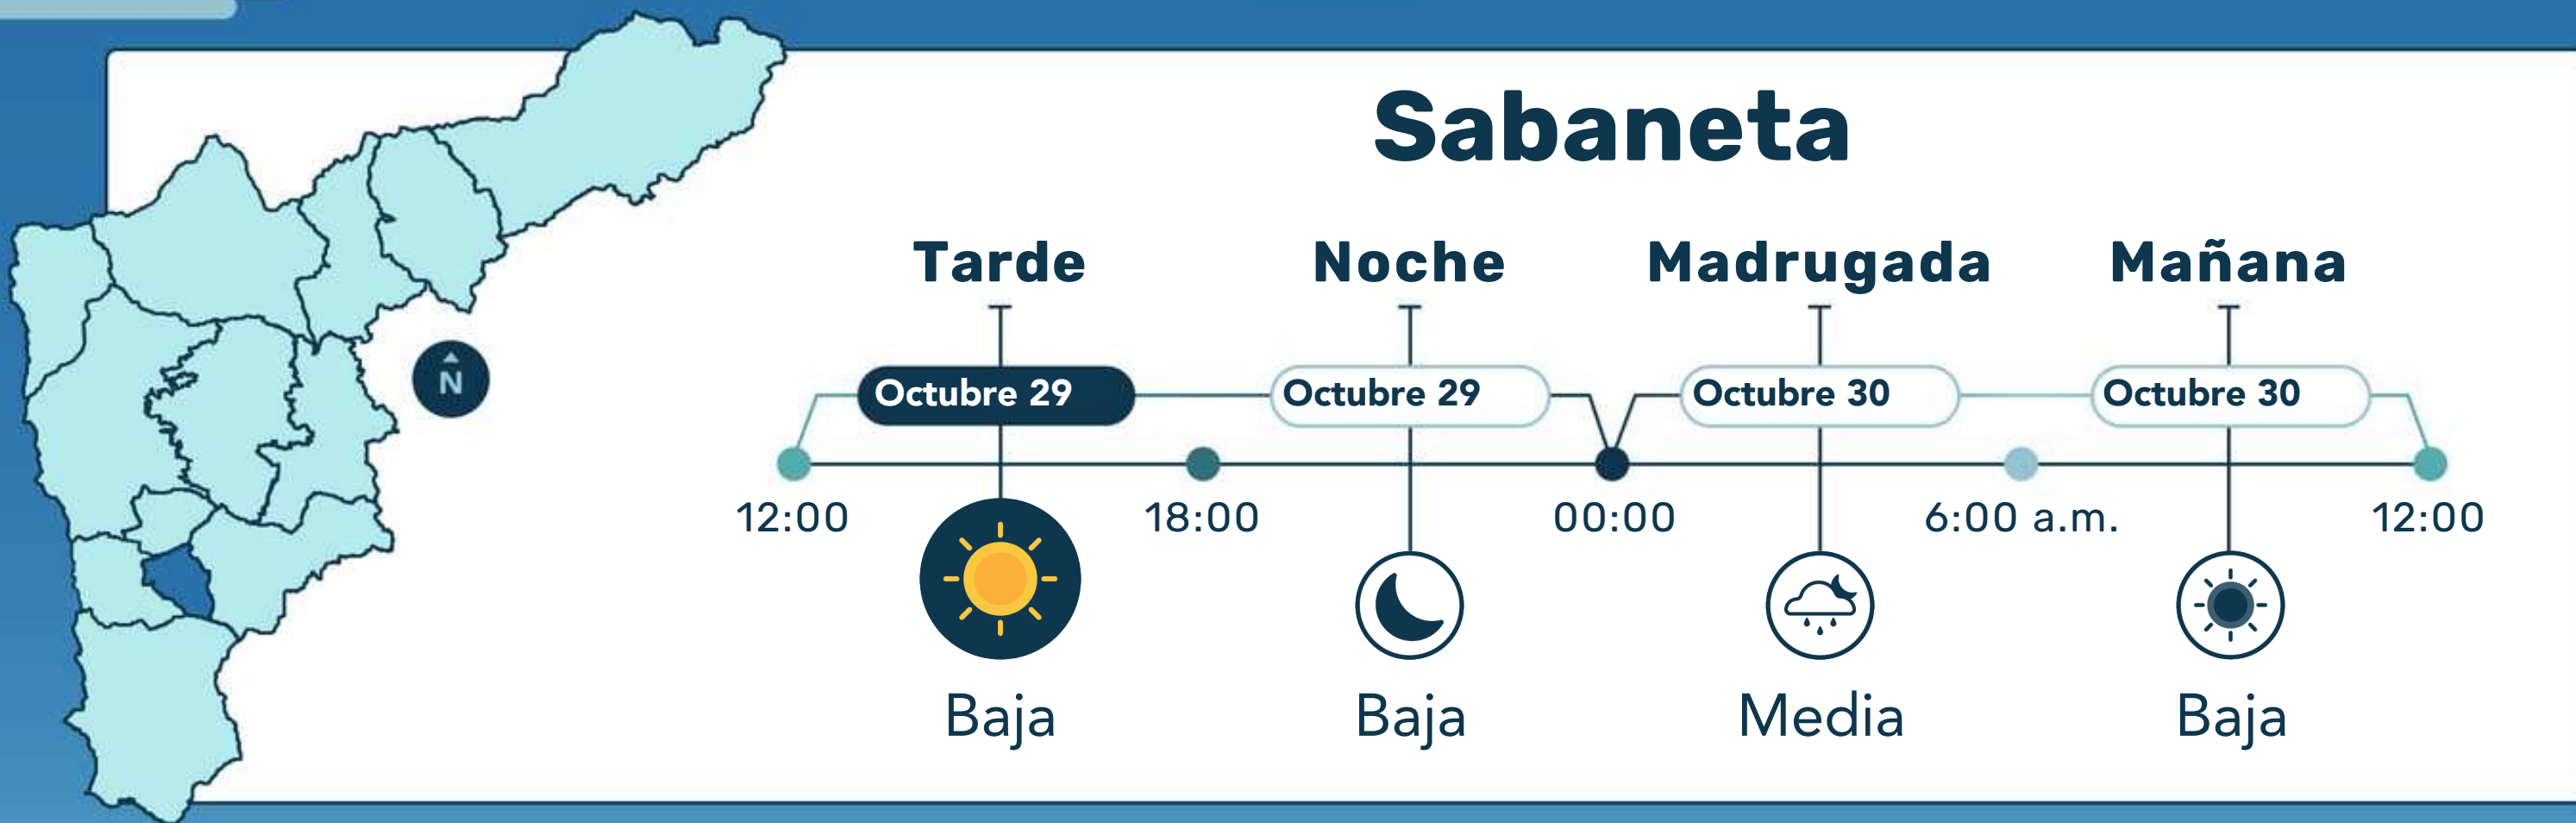 Sabaneta
Tarde Noche Madrugada Mañana
Octubre 29 Octubre 29 Octubre 30 Octubre 30
N
12:00 18:00 00:00 6:00 a.m. 12:00
Baja Baja Media Baja